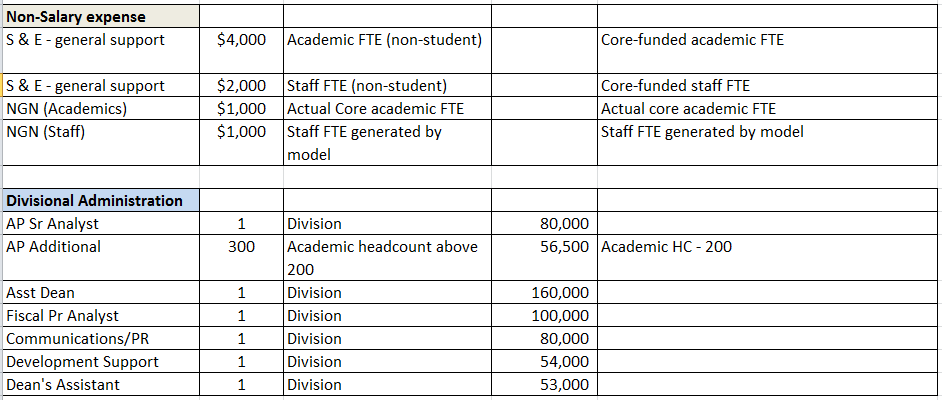 Non-Salary expense
S & E - general support $4,000 Academic FTE (non-student) Core-funded academic FTE
S & E - general support $2,000 Staff FTE (non-student) Core-funded staff FTE
NGN (Academics) $1,000 Actual Core academic FTE Actual core academic FTE
NGN (Staff) $1,000 Staff FTE generated by Staff FTE generated by model
model
Divisional Administration
AP Sr Analyst 1 Division 80,000
AP Additional 300 Academic headcount above 56,500 Academic HC - 200
200
Asst Dean 1 Division 160,000
Fiscal Pr Analyst 1 Division 100,000
Communications/PR 1 Division 80,000
Development Support 1 Division 54,000
Dean's Assistant 1 Division 53,000